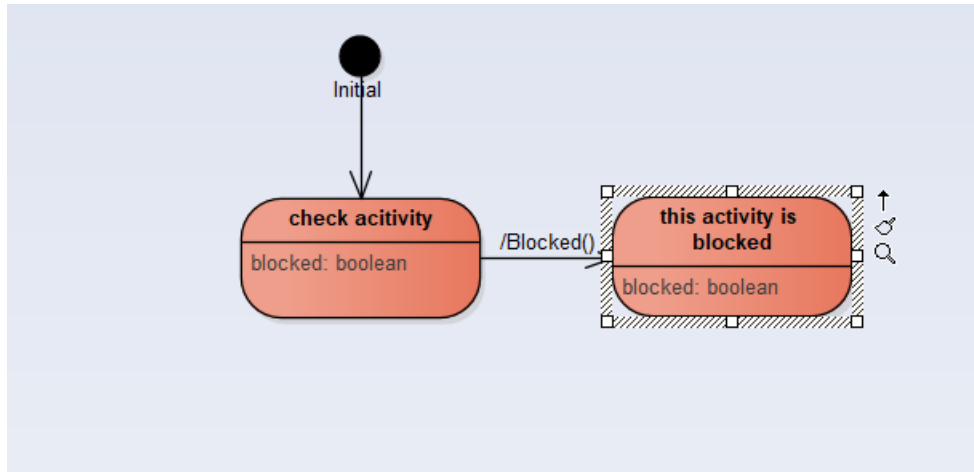 Initial
check acitivity
blocked: boolean
/Blocked()
this activity is
blocked
blocked: boolean